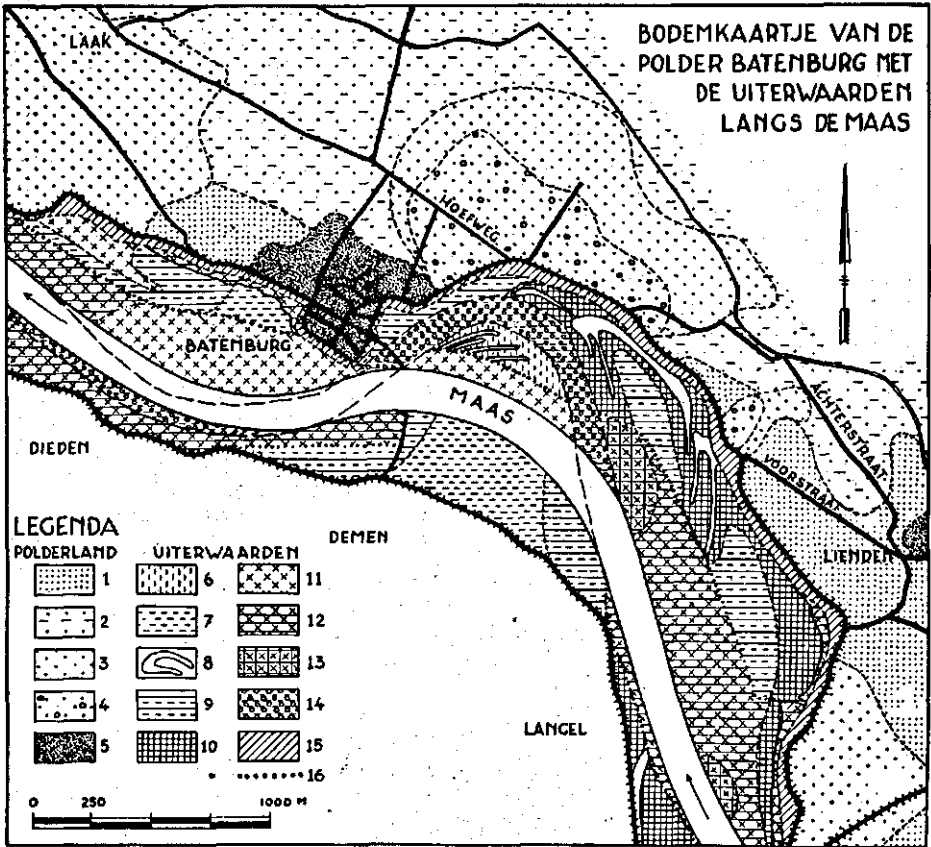 BODEMKAARTJE VAN DE
POLDER BATENBURG MET
DE UITERWAARDEN
LANGS DE MAAS
LAAK
HOEFWEG
BATENBURG
MAAS
ACHTERSTRAAT
VOORSTRAAT
LIENDEN
DIEDEN
DEMEN
LANGEL
LEGENDA
POLDERLAND UITERWAARDEN
1 6 11
2 7 12
3 8 13
4 9 14
5 10 15
16
0 250 1000 M